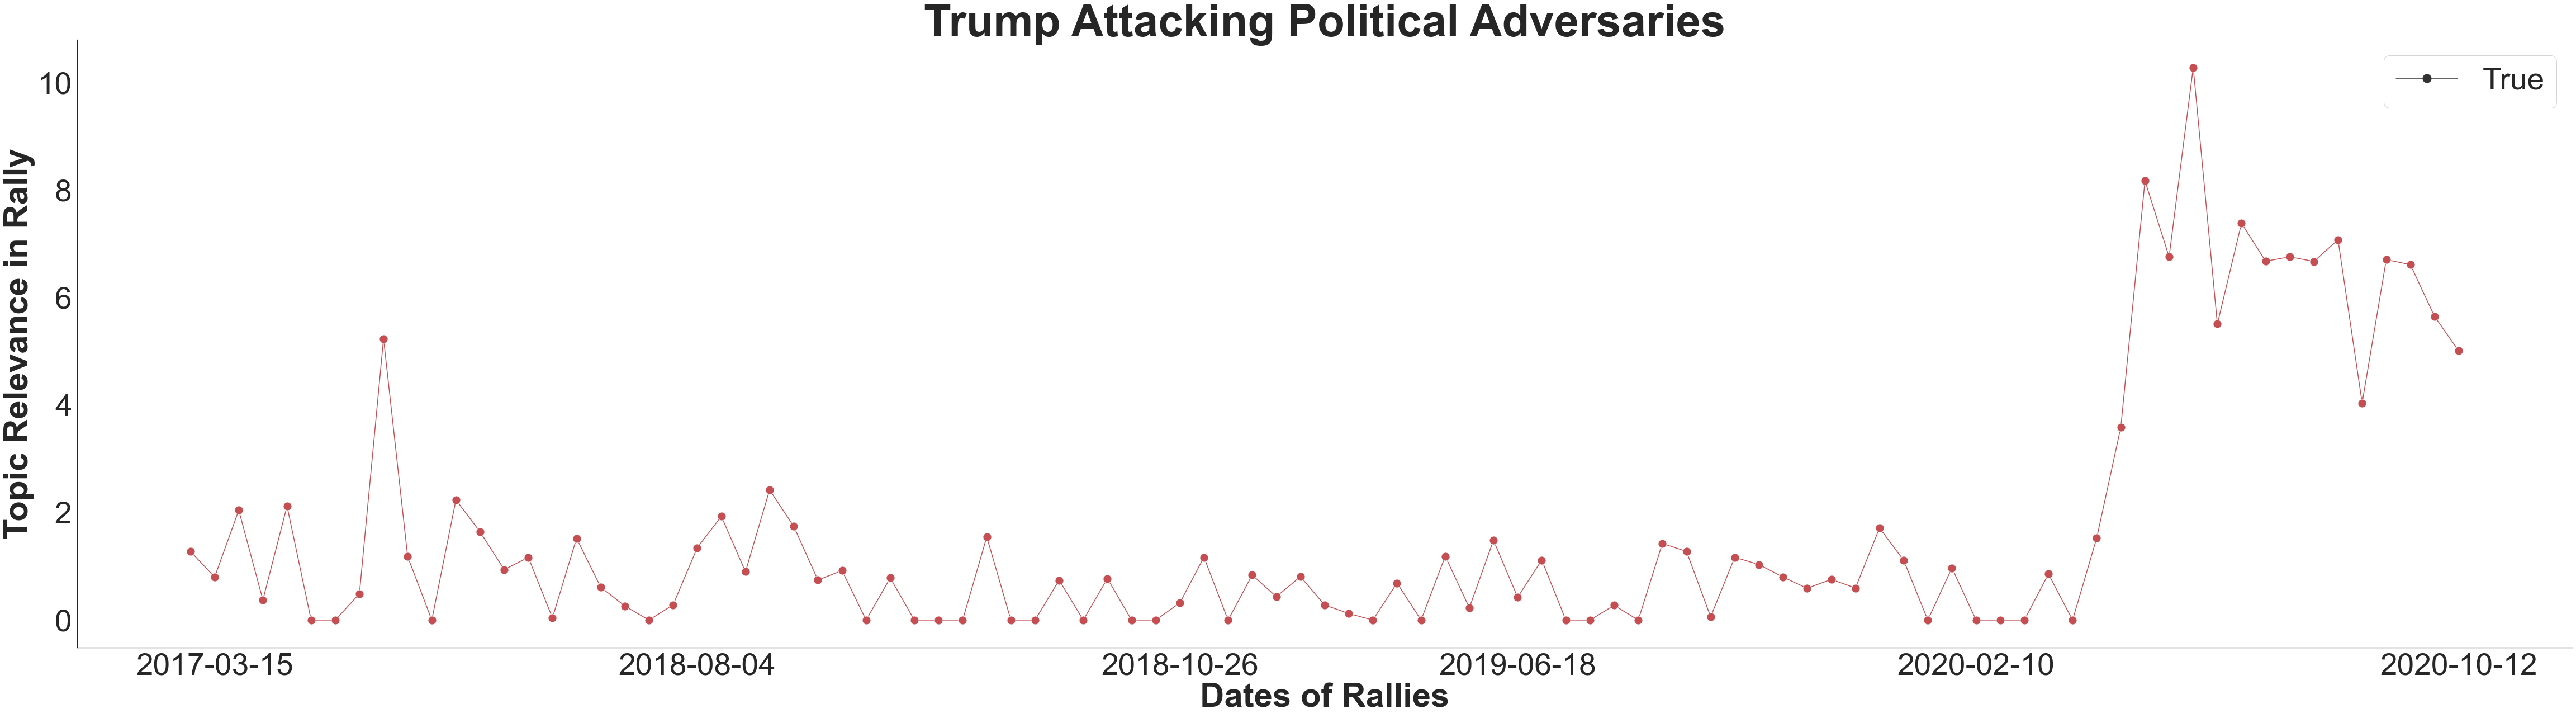 Trump Attacking Political Adversaries
True
Topic Relevance in Rally
10
8
6
4
2
0
2017-03-15 2018-08-04 2018-10-26 2019-06-18 2020-02-10 2020-10-12
Dates of Rallies